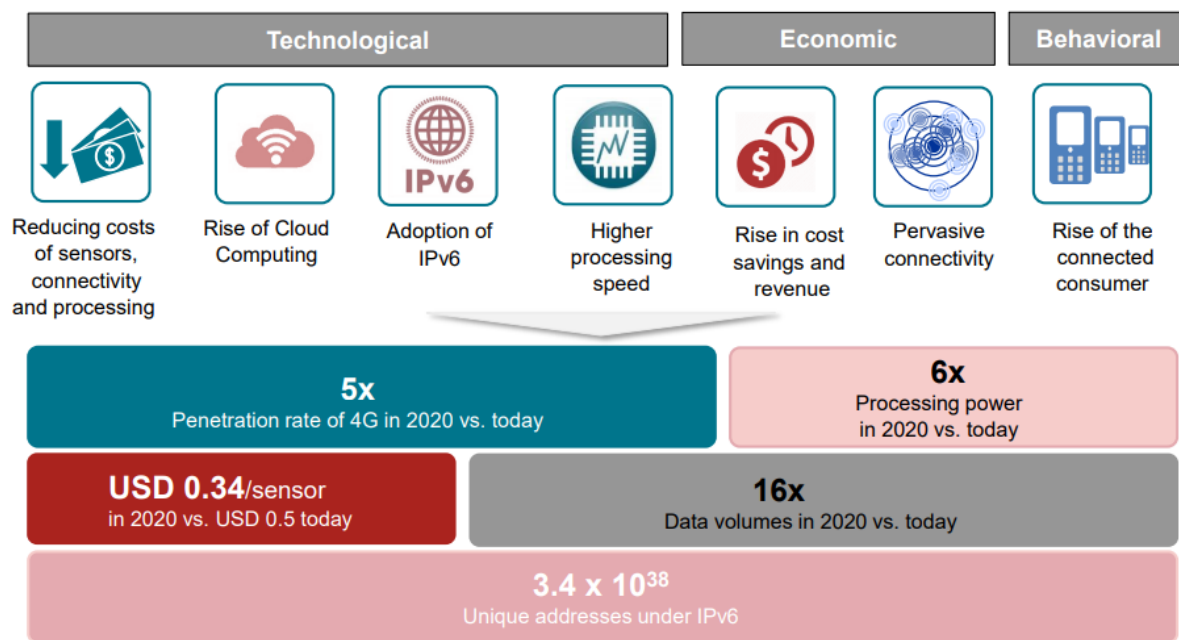 Technological
Economic
Behavioral
IPv6
Reducing costs
of sensors,
connectivity
and processing
Rise of Cloud
Computing
Adoption of
IPv6
Higher
processing
speed
Rise in cost
savings and
revenue
Pervasive
connectivity
Rise of the
connected
consumer
5x
Penetration rate of 4G in 2020 vs. today
6x
Processing power
in 2020 vs. today
USD 0.34/sensor
in 2020 vs. USD 0.5 today
16x
Data volumes in 2020 vs. today
3.4 x 10³⁸
Unique addresses under IPv6